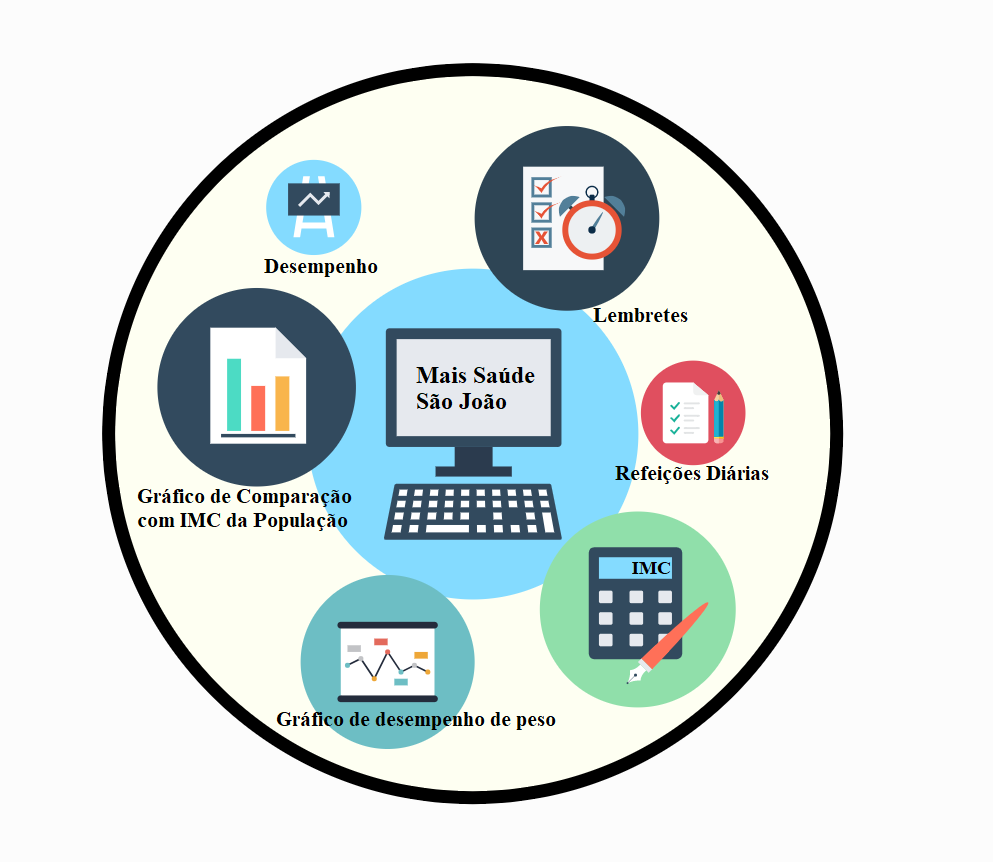 Desempenho
Lembretes
Mais Saúde
São João
Refeições Diárias
Gráfico de Comparação
com IMC da População
IMC
Gráfico de desempenho de peso